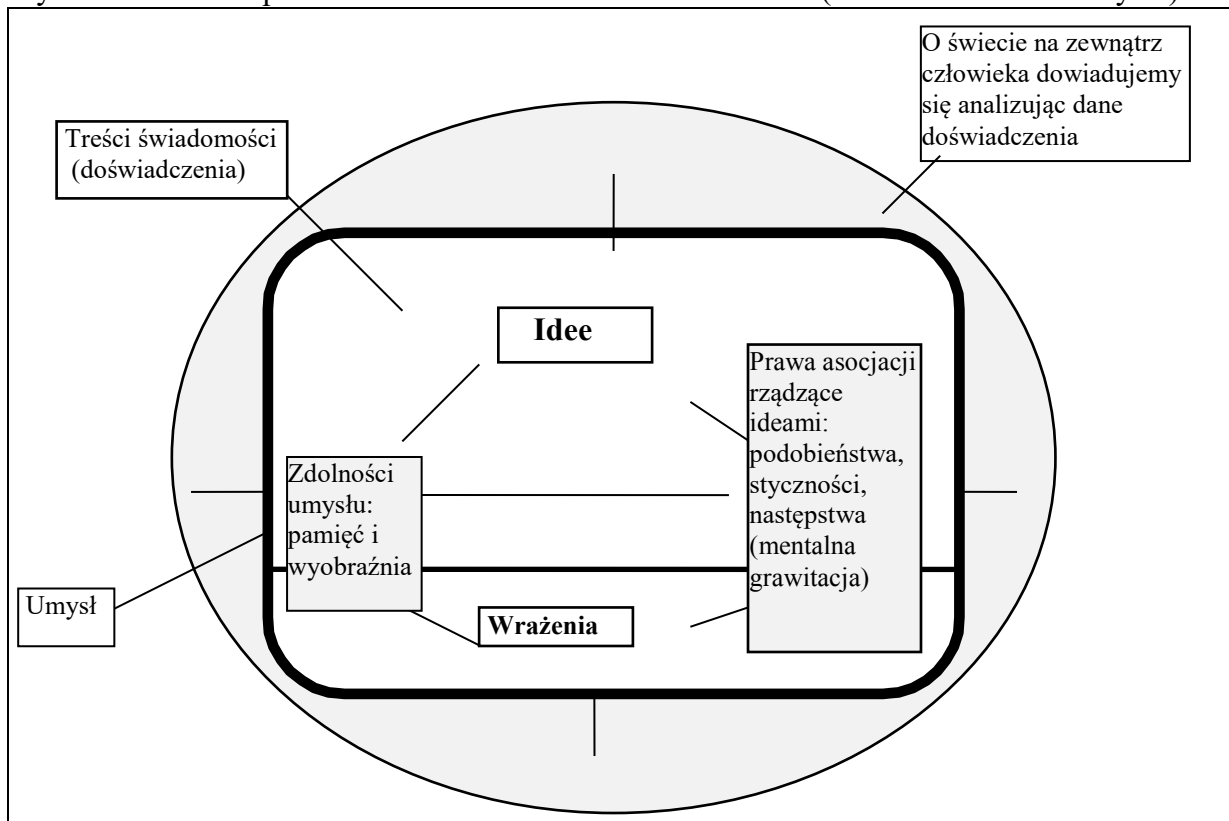 O świecie na zewnątrz
człowieka dowiadujemy
się analizując dane
doświadczenia
Treści świadomości
(doświadczenia)
Idee
Prawa asocjacji
rządzące
ideami:
podobieństwa,
styczności,
następstwa
(mentalna
grawitacja)
Zdolności
umysłu:
pamięć i
wyobraźnia
Umysł
Wrażenia